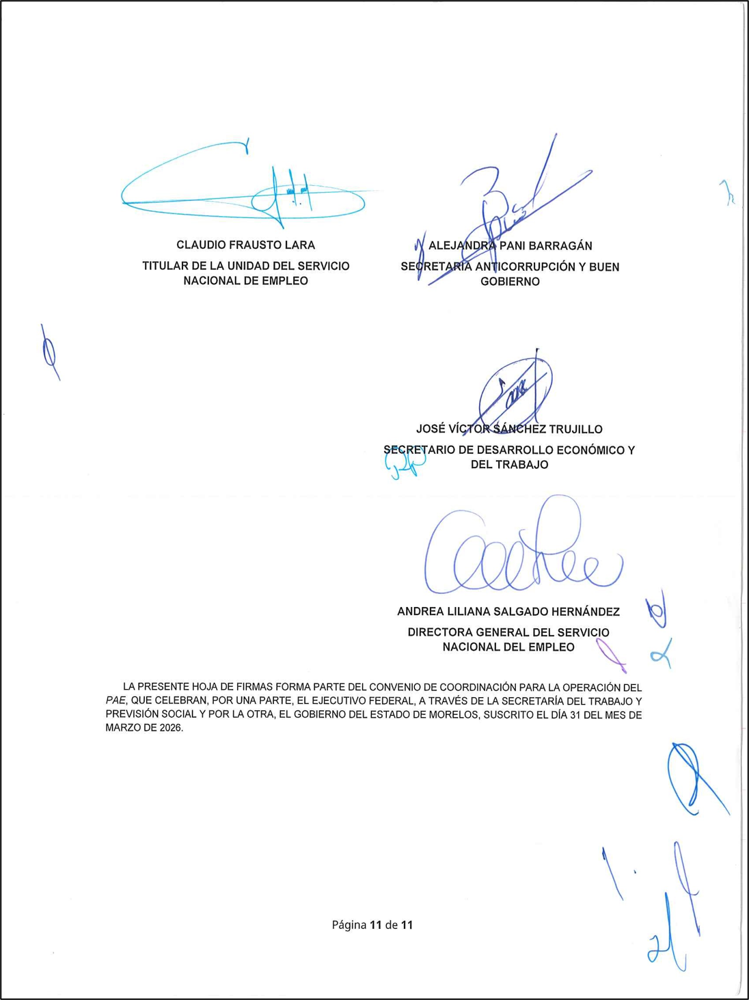 CLAUDIO FRAUSTO LARA
TITULAR DE LA UNIDAD DEL SERVICIO
NACIONAL DE EMPLEO
ALEJANDRA PANI BARRAGÁN
SECRETARIA ANTICORRUPCIÓN Y BUEN
GOBIERNO
JOSÉ VÍCTOR SÁNCHEZ TRUJILLO
SECRETARIO DE DESARROLLO ECONÓMICO Y
DEL TRABAJO
ANDREA LILIANA SALGADO HERNÁNDEZ
DIRECTORA GENERAL DEL SERVICIO
NACIONAL DEL EMPLEO
LA PRESENTE HOJA DE FIRMAS FORMA PARTE DEL CONVENIO DE COORDINACIÓN PARA LA OPERACIÓN DEL
PAE, QUE CELEBRAN, POR UNA PARTE, EL EJECUTIVO FEDERAL, A TRAVÉS DE LA SECRETARÍA DEL TRABAJO Y
PREVISIÓN SOCIAL Y POR LA OTRA, EL GOBIERNO DEL ESTADO DE MORELOS, SUSCRITO EL DÍA 31 DEL MES DE
MARZO DE 2026.
Página 11 de 11